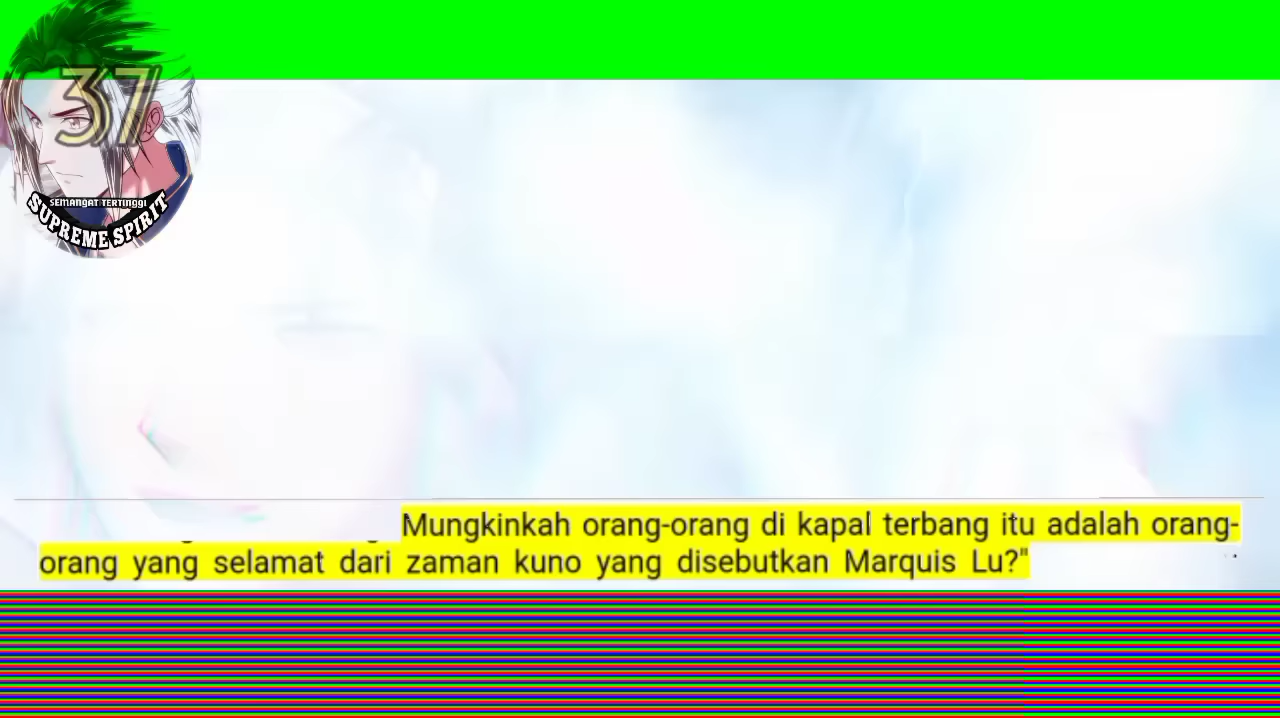 37
SEMANGAT TERTINGGI
SUPREME SPIRIT
Mungkinkah orang-orang di kapal terbang itu adalah orang-
orang yang selamat dari zaman kuno yang disebutkan Marquis Lu?"